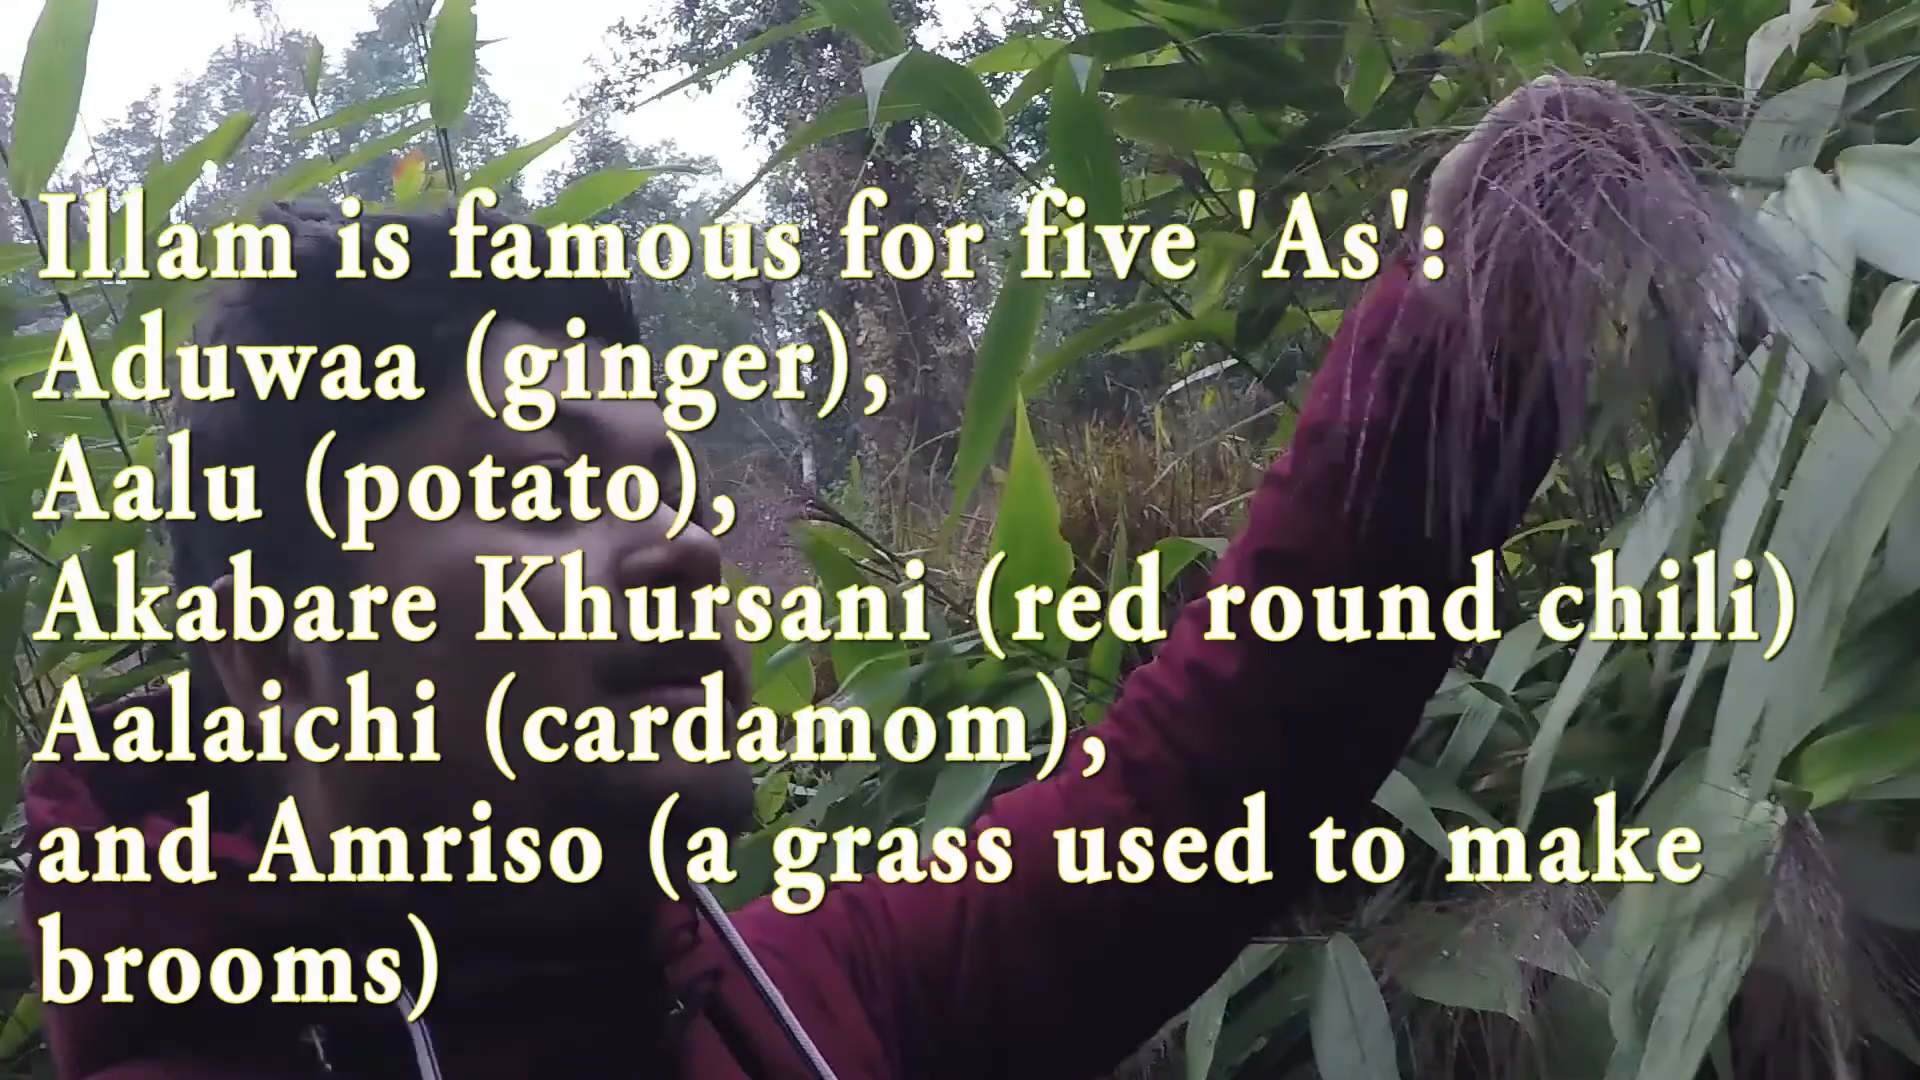 Illam is famous for five 'As':
Aduwaa (ginger),
Aalu (potato),
Akabare Khursani (red round chili)
Aalaichi (cardamom),
and Amriso (a grass used to make
brooms)